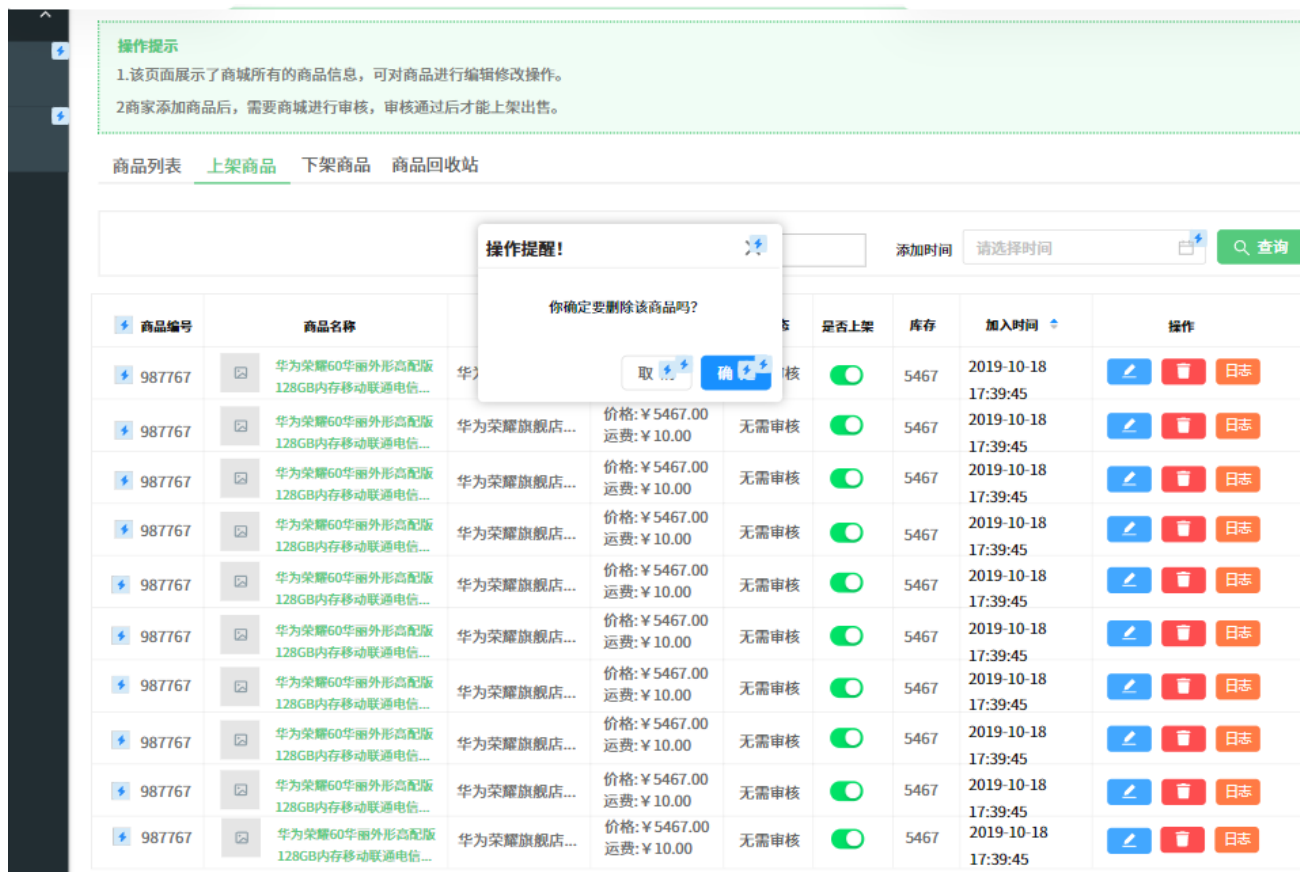 操作提示
1.该页面展示了商城所有的商品信息，可对商品进行编辑修改操作。
2商家添加商品后，需要商城进行审核，审核通过后才能上架出售。
商品列表 上架商品 下架商品 商品回收站
操作提醒!
添加时间 请选择时间 查询
你确定要删除该商品吗?
商品编号 商品名称 是否上架 库存 加入时间 操作
取 确
987767 华为荣耀60华丽外形高配版 华 审核 5467 2019-10-18 日志
128GB内存移动联通电信... 17:39:45
987767 华为荣耀60华丽外形高配版 华为荣耀旗舰店... 价格:￥5467.00 无需审核 5467 2019-10-18 日志
128GB内存移动联通电信... 运费:￥10.00 17:39:45
987767 华为荣耀60华丽外形高配版 华为荣耀旗舰店... 价格:￥5467.00 无需审核 5467 2019-10-18 日志
128GB内存移动联通电信... 运费:￥10.00 17:39:45
987767 华为荣耀60华丽外形高配版 华为荣耀旗舰店... 价格:￥5467.00 无需审核 5467 2019-10-18 日志
128GB内存移动联通电信... 运费:￥10.00 17:39:45
987767 华为荣耀60华丽外形高配版 华为荣耀旗舰店... 价格:￥5467.00 无需审核 5467 2019-10-18 日志
128GB内存移动联通电信... 运费:￥10.00 17:39:45
987767 华为荣耀60华丽外形高配版 华为荣耀旗舰店... 价格:￥5467.00 无需审核 5467 2019-10-18 日志
128GB内存移动联通电信... 运费:￥10.00 17:39:45
987767 华为荣耀60华丽外形高配版 华为荣耀旗舰店... 价格:￥5467.00 无需审核 5467 2019-10-18 日志
128GB内存移动联通电信... 运费:￥10.00 17:39:45
987767 华为荣耀60华丽外形高配版 华为荣耀旗舰店... 价格:￥5467.00 无需审核 5467 2019-10-18 日志
128GB内存移动联通电信... 运费:￥10.00 17:39:45
987767 华为荣耀60华丽外形高配版 华为荣耀旗舰店... 价格:￥5467.00 无需审核 5467 2019-10-18 日志
128GB内存移动联通电信... 运费:￥10.00 17:39:45
987767 华为荣耀60华丽外形高配版 华为荣耀旗舰店... 价格:￥5467.00 无需审核 5467 2019-10-18 日志
128GB内存移动联通电信... 运费:￥10.00 17:39:45